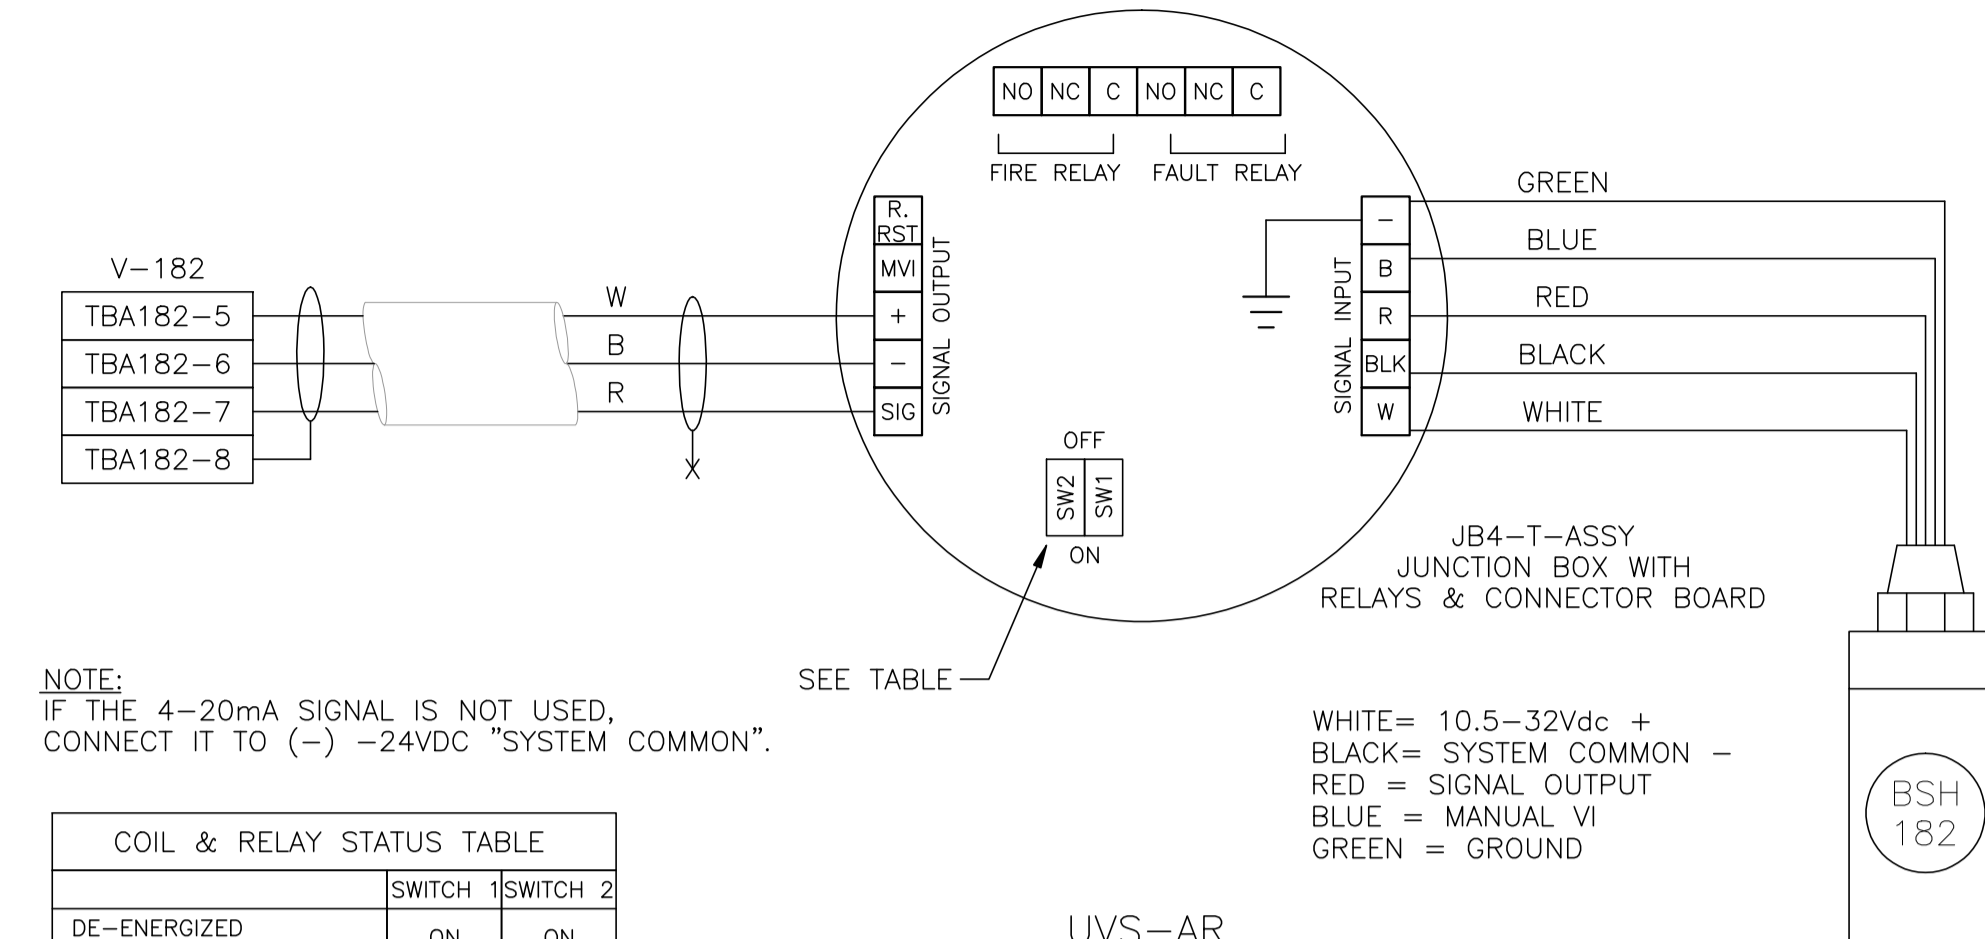 NO NC C NO NC C
FIRE RELAY FAULT RELAY
R.
RST
MVI
+
−
SIG
SIGNAL OUTPUT
V−182
TBA182−5
TBA182−6
TBA182−7
TBA182−8
W
B
R
SIGNAL INPUT
−
B
R
BLK
W
GREEN
BLUE
RED
BLACK
WHITE
OFF
SW2 SW1
ON
SEE TABLE
JB4−T−ASSY
JUNCTION BOX WITH
RELAYS & CONNECTOR BOARD
NOTE:
IF THE 4−20mA SIGNAL IS NOT USED,
CONNECT IT TO (−) −24VDC "SYSTEM COMMON".
WHITE= 10.5−32Vdc +
BLACK= SYSTEM COMMON −
RED = SIGNAL OUTPUT
BLUE = MANUAL VI
GREEN = GROUND
BSH
182
COIL & RELAY STATUS TABLE
SWITCH 1 SWITCH 2
DE−ENERGIZED
ON ON
UVS−AR